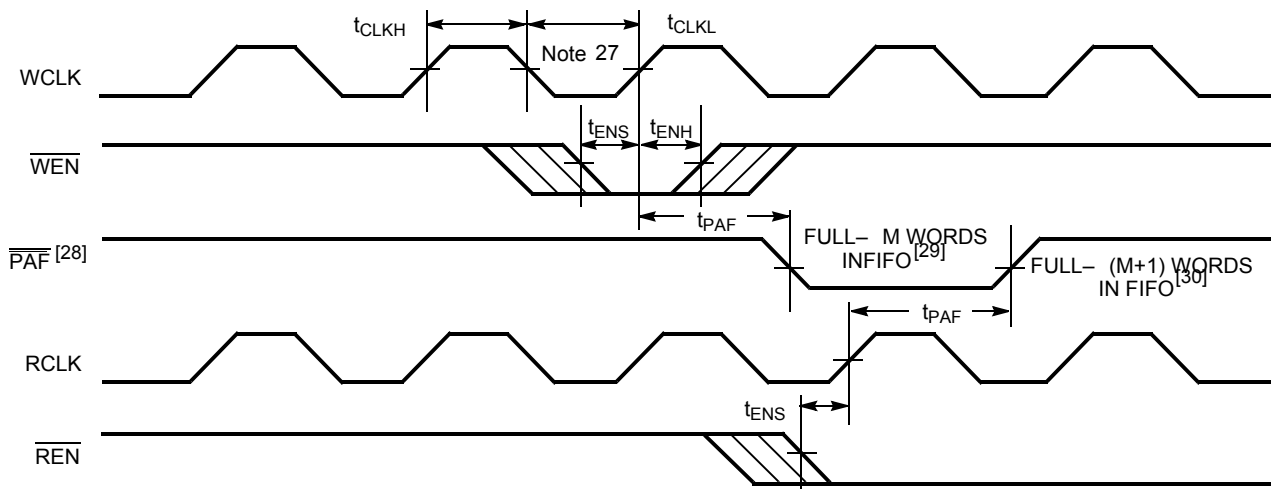 tCLKH
tCLKL
Note 27
WCLK
tENS
tENH
WEN
tPAF
PAF [28]
FULL– M WORDS
INFIFO[29]
FULL– (M+1) WORDS
IN FIFO[30]
tPAF
RCLK
tENS
REN